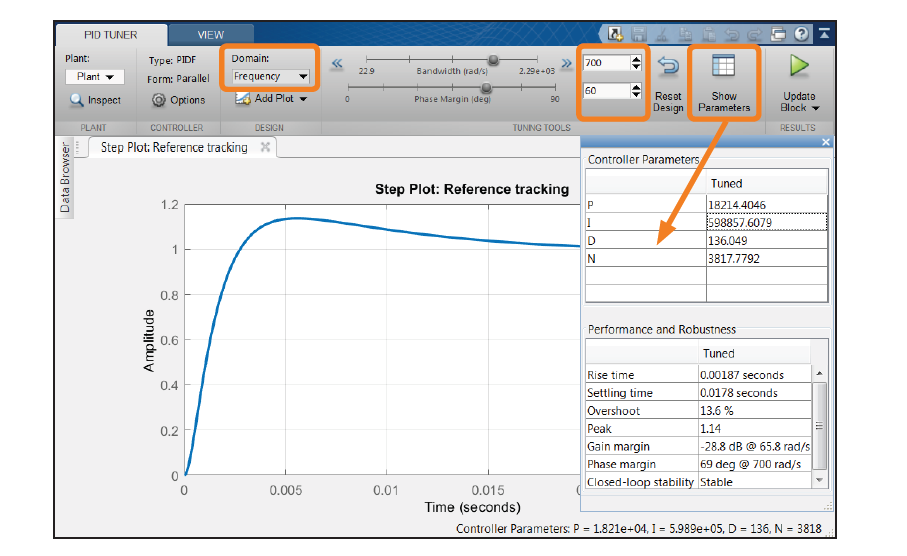 PID TUNER
VIEW
Plant:
Plant
Inspect
PLANT
Type: PIDF
Form: Parallel
Options
CONTROLLER
Domain:
Frequency
Add Plot
DESIGN
22.9
Bandwidth (rad/s)
2.29e+03
0
Phase Margin (deg)
90
700
60
Reset
Design
Show
Parameters
TUNING TOOLS
Update
Block
RESULTS
Data Browser
Step Plot: Reference tracking
Step Plot: Reference tracking
Amplitude
1.2
1
0.8
0.6
0.4
0.2
0
0
0.005
0.01
0.015
Time (seconds)
Controller Parameters
Tuned
P 18214.4046
I 598857.6079
D 136.049
N 3817.7792
Performance and Robustness
Tuned
Rise time 0.00187 seconds
Settling time 0.0178 seconds
Overshoot 13.6 %
Peak 1.14
Gain margin -28.8 dB @ 65.8 rad/s
Phase margin 69 deg @ 700 rad/s
Closed-loop stability Stable
Controller Parameters: P = 1.821e+04, I = 5.989e+05, D = 136, N = 3818